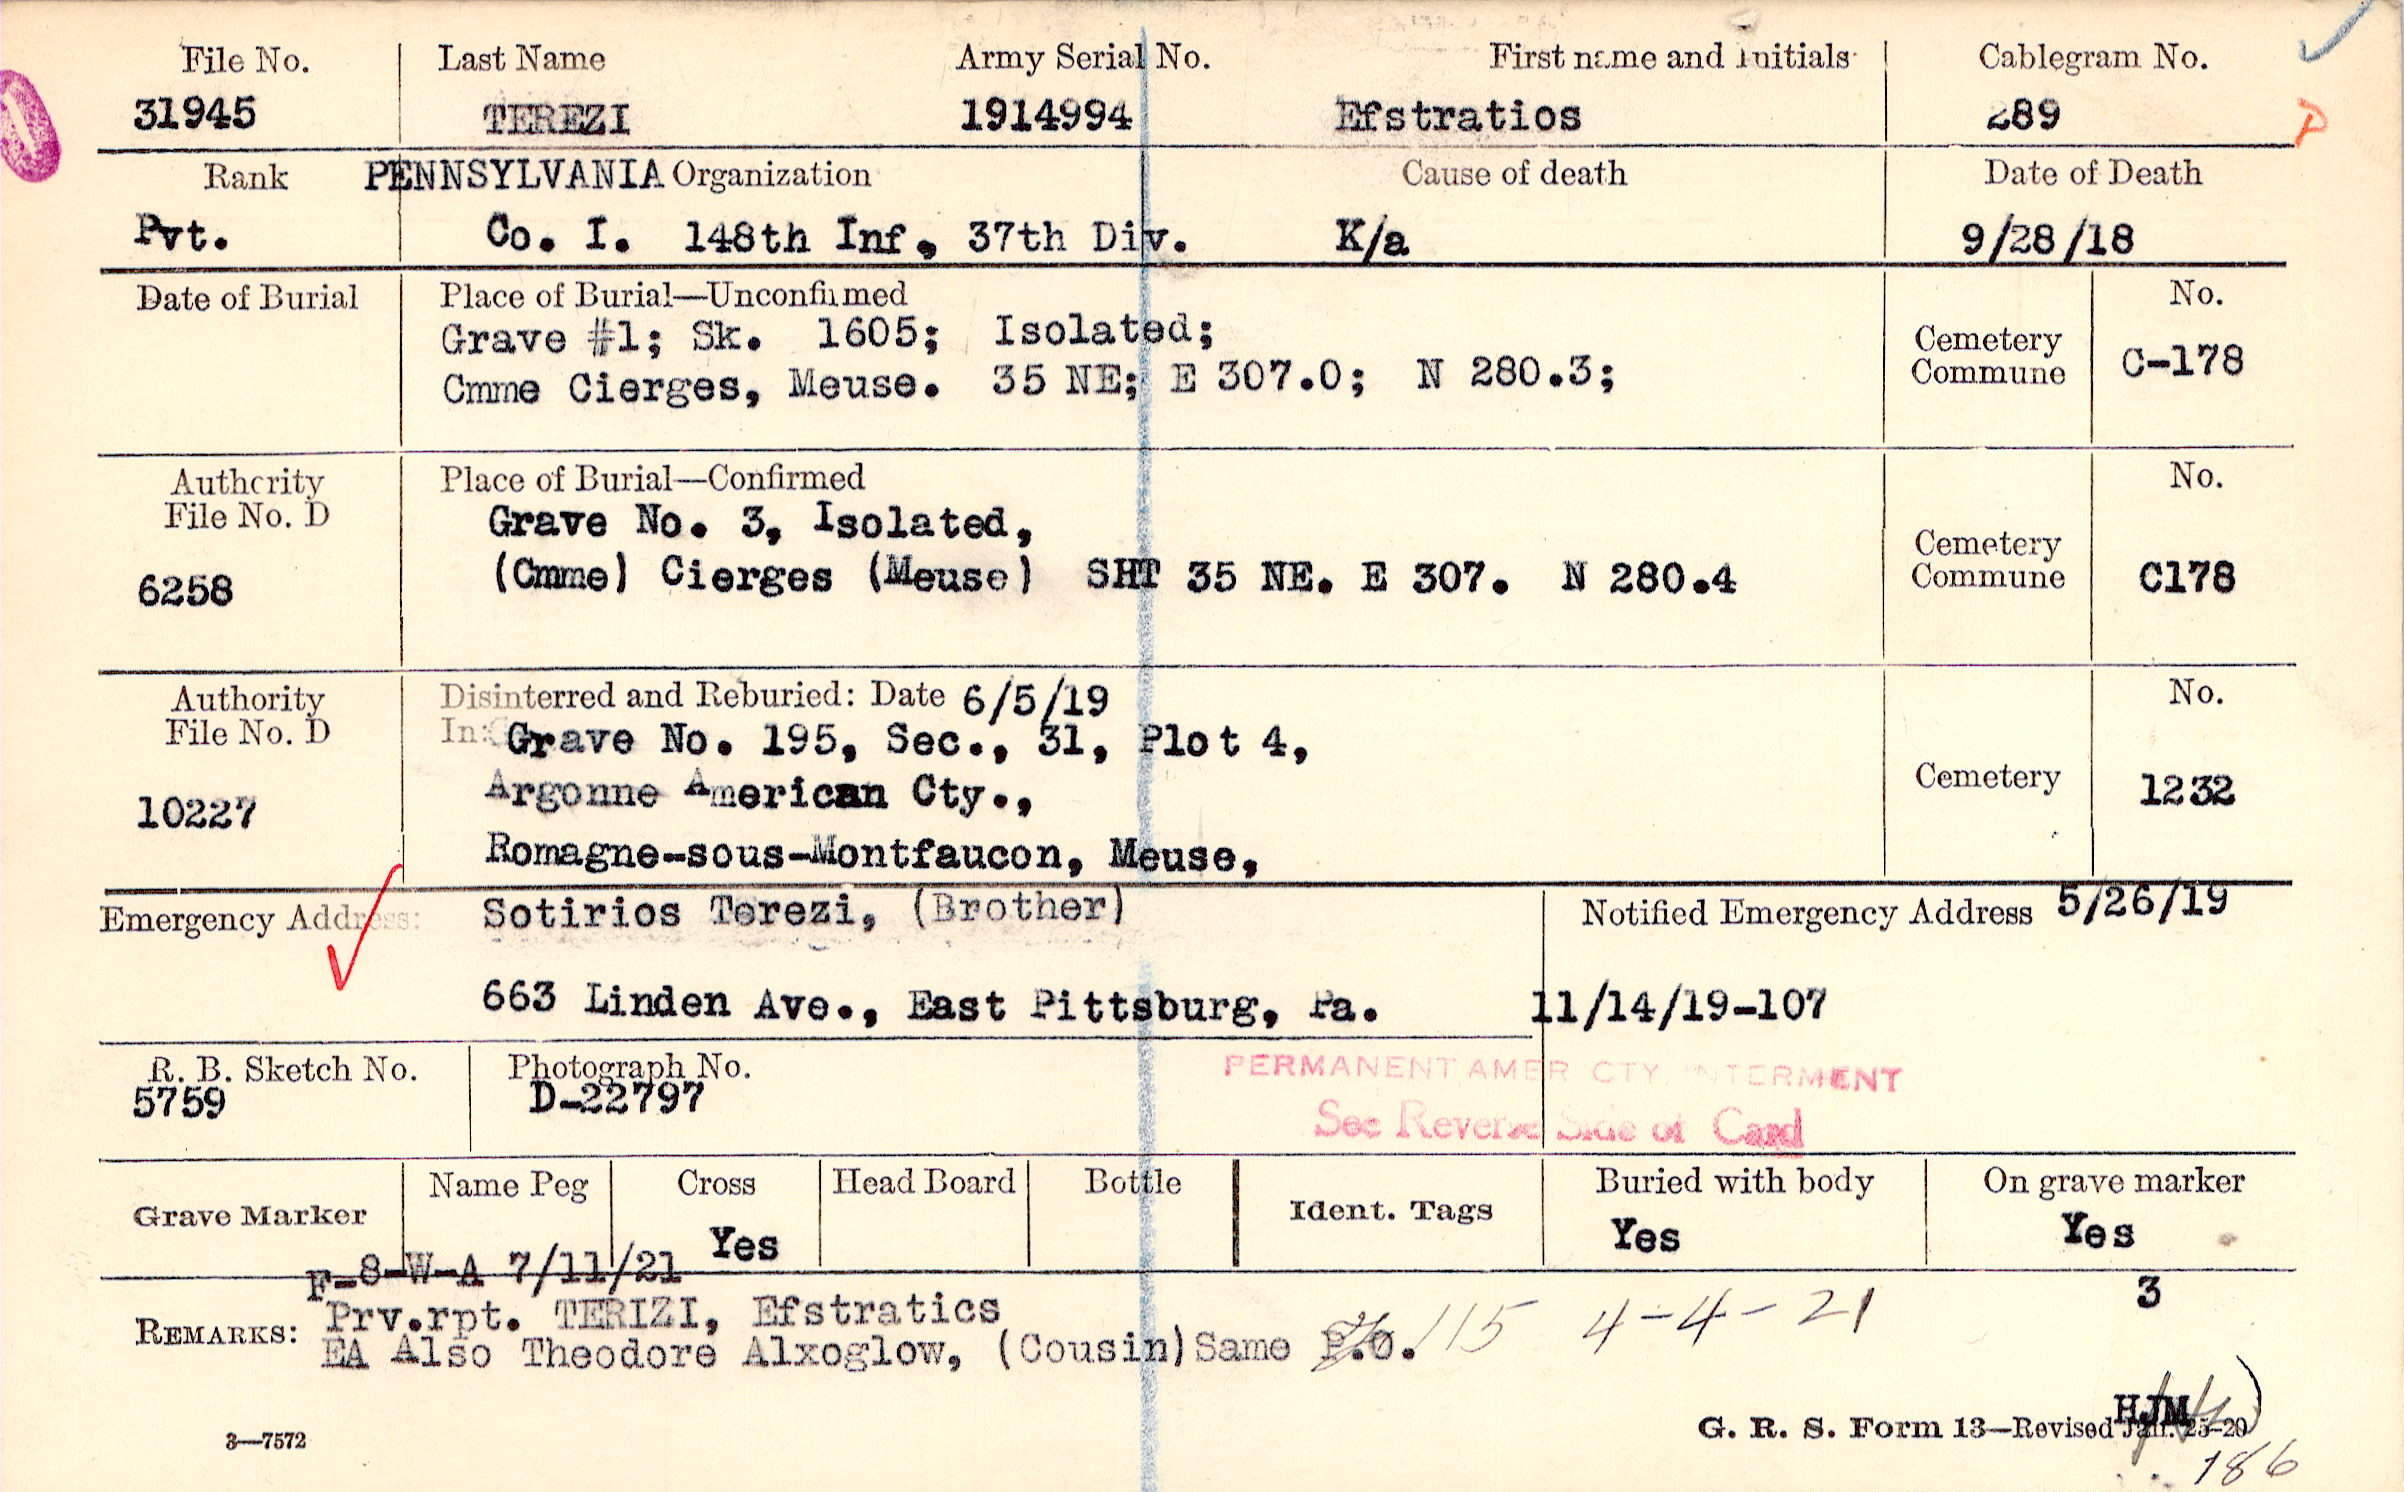 File No. Last Name Army Serial No. First name and Initials Cablegram No.
31945 TEREZI 1914994 Efstratios 289
P
Rank PENNSYLVANIA Organization Cause of death Date of Death
Pvt. Co. I. 148th Inf, 37th Div. K/a 9/28/18
Date of Burial Place of Burial—Unconfirmed No.
Grave #1; Sk. 1605; Isolated;
Cmme Cierges, Meuse. 35 NE; E 307.0; N 280.3;
Cemetery
Commune C-178
Authority Place of Burial—Confirmed No.
File No. D
Grave No. 3, Isolated,
6258 (Cmme) Cierges (Meuse) SHT 35 NE. E 307. N 280.4
Cemetery
Commune C178
Authority Disinterred and Reburied: Date 6/5/19 No.
File No. D In: Grave No. 195, Sec., 31, Plot 4,
10227 Argonne American Cty., Cemetery 1232
Romagne-sous-Montfaucon, Meuse,
Emergency Address: Sotirios Terezi, (Brother) Notified Emergency Address 5/26/19
663 Linden Ave., East Pittsburg, Pa. 11/14/19-107
R. B. Sketch No. Photograph No.
5759 D-22797
PERMANENT AMER CTY. INTERMENT
See Reverse Side of Card
Grave Marker Name Peg Cross Head Board Bottle Ident. Tags Buried with body On grave marker
Yes Yes Yes
F-8-W-A 7/11/21
3
REMARKS: Prv.rpt. TERIZI, Efstratics
EA Also Theodore Alxoglow, (Cousin) Same P.O. 115 4-4-21
HJM
3—7572 G. R. S. Form 13—Revised Jan. 25-20
186